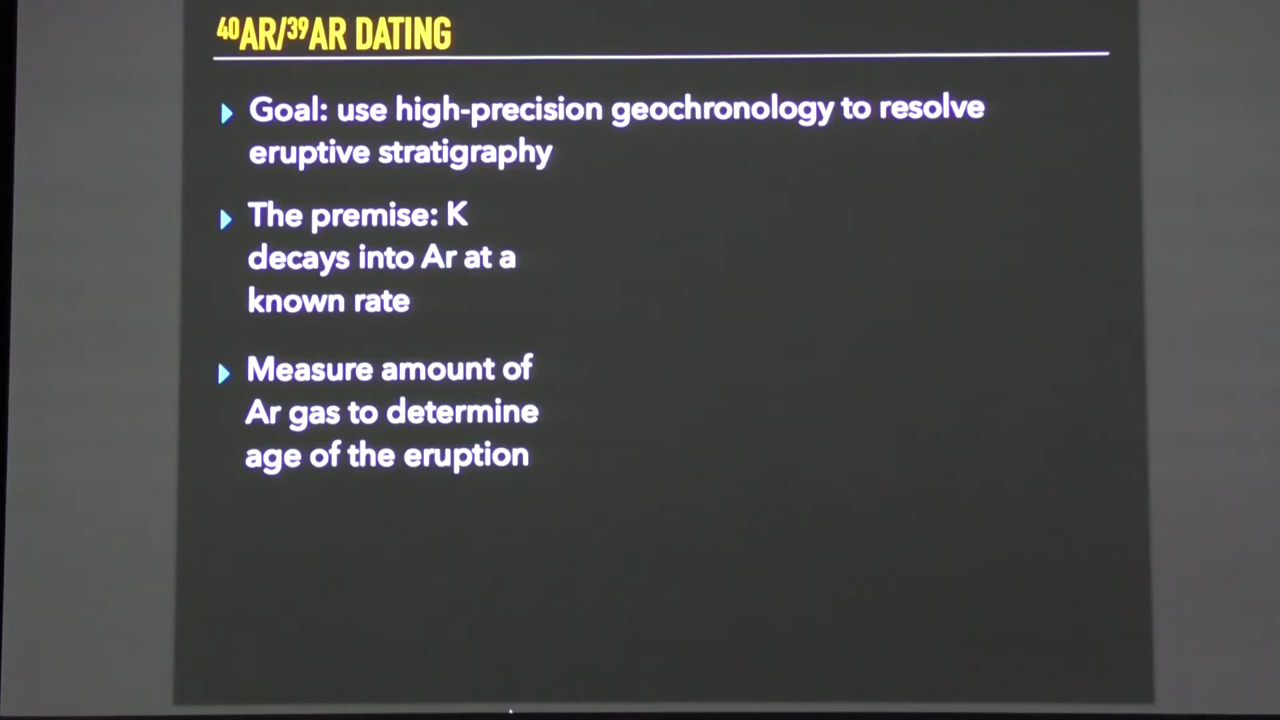 ⁴⁰AR/³⁹AR DATING
Goal: use high-precision geochronology to resolve
eruptive stratigraphy
The premise: K
decays into Ar at a
known rate
Measure amount of
Ar gas to determine
age of the eruption